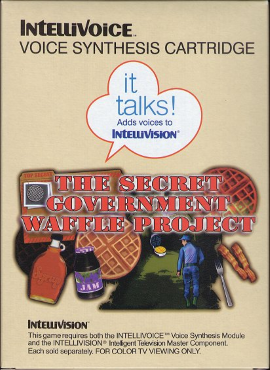 INTELLIVOICE™
VOICE SYNTHESIS CARTRIDGE
it
talks!
Adds voices to
INTELLIVISION®
THE SECRET
GOVERNMENT
WAFFLE PROJECT
JAM
INTELLIVISION®
This game requires both the INTELLIVOICE™ Voice Synthesis Module
and the INTELLIVISION® Intelligent Television Master Component.
Each sold separately. FOR COLOR TV VIEWING ONLY.